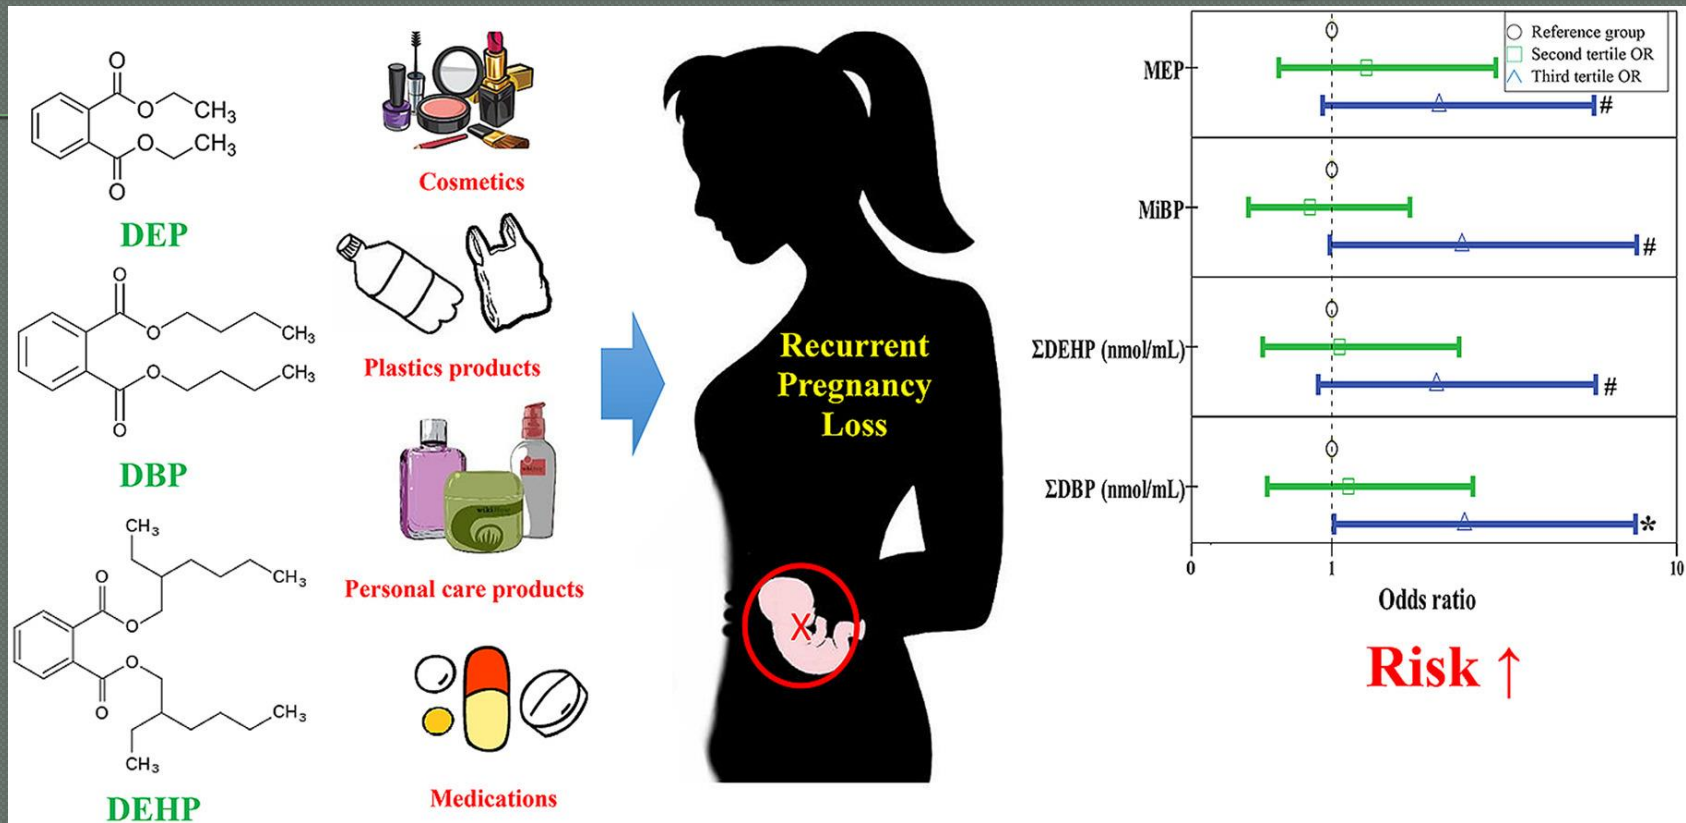 O
O
CH₃
O
CH₃
O
DEP
O
O
CH₃
O
CH₃
O
DBP
CH₃
O
CH₃
O
O
O
CH₃
CH₃
DEHP
Cosmetics
Plastics products
Personal care products
Medications
Recurrent
Pregnancy
Loss
X
Reference group
Second tertile OR
Third tertile OR
MEP
#
MiBP
#
ΣDEHP (nmol/mL)
#
ΣDBP (nmol/mL)
*
0 1 10
Odds ratio
Risk ↑